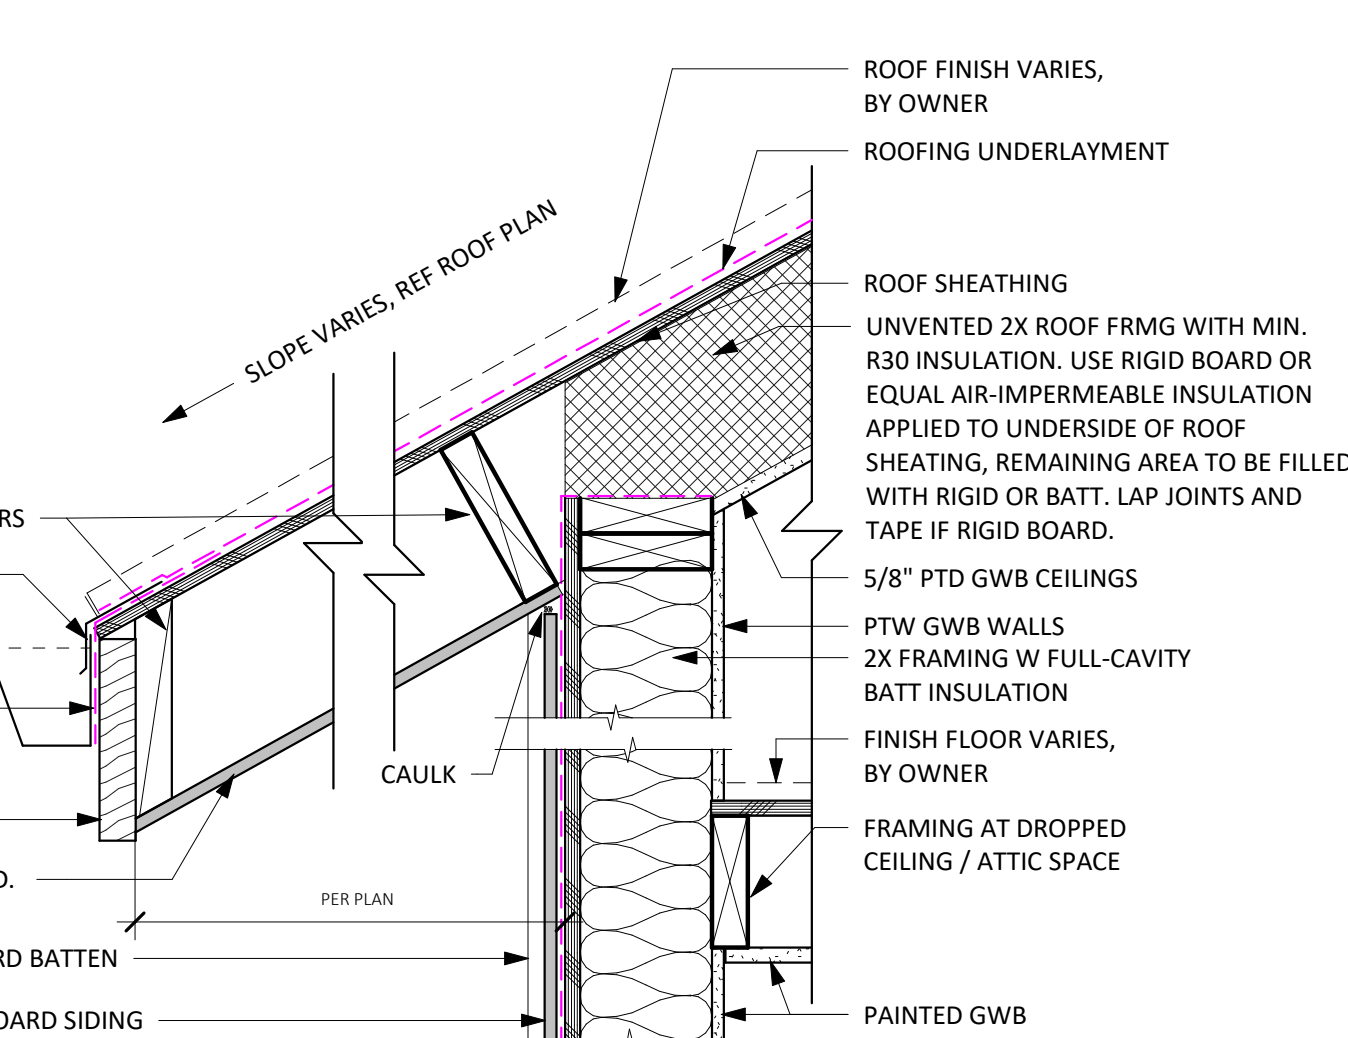 ROOF FINISH VARIES,
BY OWNER
ROOFING UNDERLAYMENT
SLOPE VARIES, REF ROOF PLAN
ROOF SHEATHING
UNVENTED 2X ROOF FRMG WITH MIN.
R30 INSULATION. USE RIGID BOARD OR
EQUAL AIR-IMPERMEABLE INSULATION
APPLIED TO UNDERSIDE OF ROOF
SHEATING, REMAINING AREA TO BE FILLED
WITH RIGID OR BATT. LAP JOINTS AND
TAPE IF RIGID BOARD.
RS
5/8" PTD GWB CEILINGS
PTW GWB WALLS
2X FRAMING W FULL-CAVITY
BATT INSULATION
FINISH FLOOR VARIES,
BY OWNER
CAULK
FRAMING AT DROPPED
CEILING / ATTIC SPACE
D.
PER PLAN
RD BATTEN
OARD SIDING
PAINTED GWB